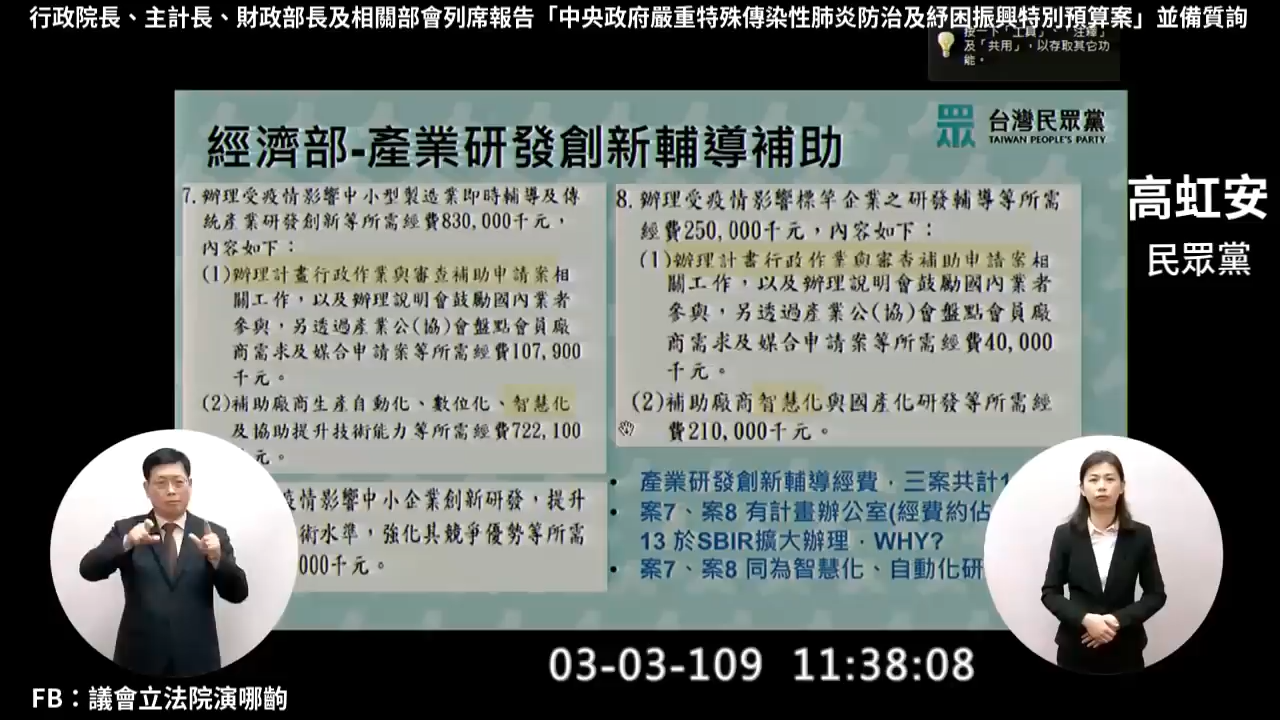 行政院長、主計長、財政部長及相關部會列席報告「中央政府嚴重特殊傳染性肺炎防治及紓困振興特別預算案」並備質詢
按一下「工具」、「注釋」
及「共用」，以存取其它功
能。
經濟部-產業研發創新輔導補助
眾 台灣民眾黨
TAIWAN PEOPLE'S PARTY
高虹安
民眾黨
7. 辦理受疫情影響中小型製造業即時輔導及傳
統產業研發創新等所需經費830,000千元，
內容如下：
(1)辦理計畫行政作業與審查補助申請案相
關工作，以及辦理說明會鼓勵國內業者
參與，另透過產業公(協)會盤點會員廠
商需求及媒合申請案等所需經費107,900
千元。
(2)補助廠商生產自動化、數位化、智慧化
及協助提升技術能力等所需經費722,100
元。
疫情影響中小企業創新研發，提升
術水準，強化其競爭優勢等所需
000千元。
8. 辦理受疫情影響標竿企業之研發輔導等所需
經費250,000千元，內容如下：
(1)辦理計畫行政作業與審查補助申請案相
關工作，以及辦理說明會鼓勵國內業者
參與，另透過產業公(協)會盤點會員廠
商需求及媒合申請案等所需經費40,000
千元。
(2)補助廠商智慧化與國產化研發等所需經
費210,000千元。
• 產業研發創新輔導經費，三案共計1
• 案7、案8 有計畫辦公室(經費約佔
13 於SBIR擴大辦理，WHY?
• 案7、案8 同為智慧化、自動化研
03-03-109 11:38:08
FB：議會立法院演哪齣